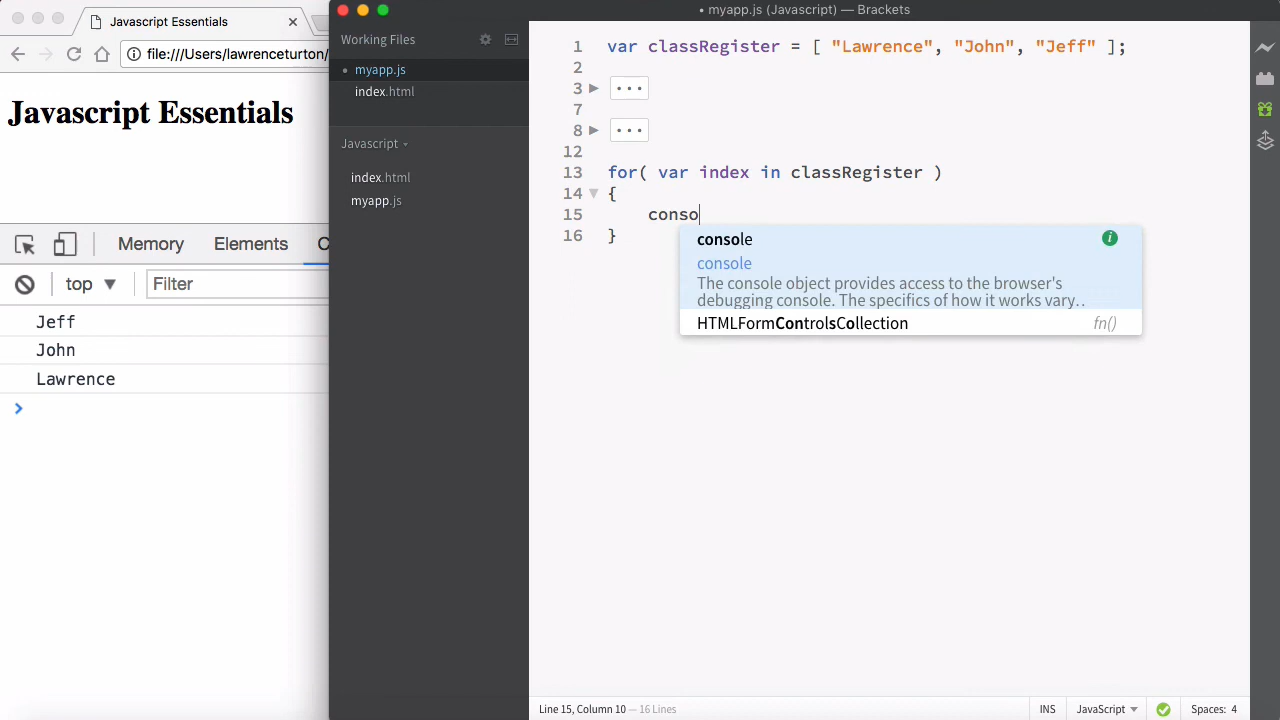 Javascript Essentials
file:///Users/lawrenceturton/
Javascript Essentials
Memory
Elements
C
top
Filter
Jeff
John
Lawrence
• myapp.js (Javascript) — Brackets
Working Files
myapp.js
index.html
Javascript
index.html
myapp.js
1 var classRegister = [ "Lawrence", "John", "Jeff" ];
2
3 ...
7
8 ...
12
13 for( var index in classRegister )
14 {
15 conso
16 }
console
console
The console object provides access to the browser's
debugging console. The specifics of how it works vary..
HTMLFormControlsCollection fn()
Line 15, Column 10 — 16 Lines
INS
JavaScript
Spaces: 4